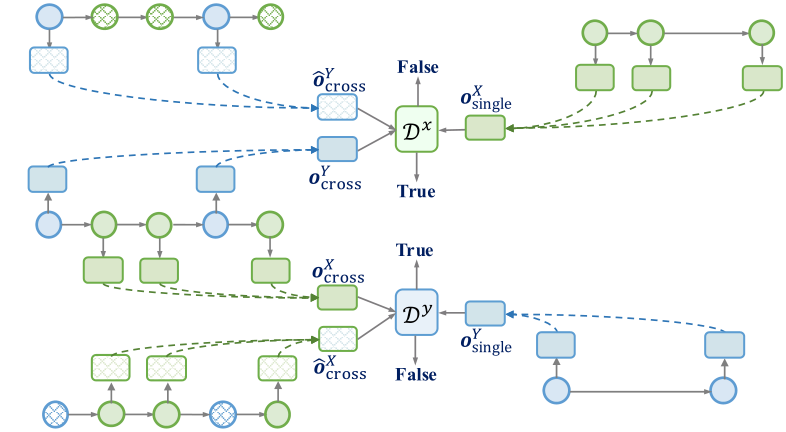 ô^Y_cross
False
o^X_single
𝒟^x
o^Y_cross
True
o^X_cross
True
𝒟^y
o^Y_single
ô^X_cross
False